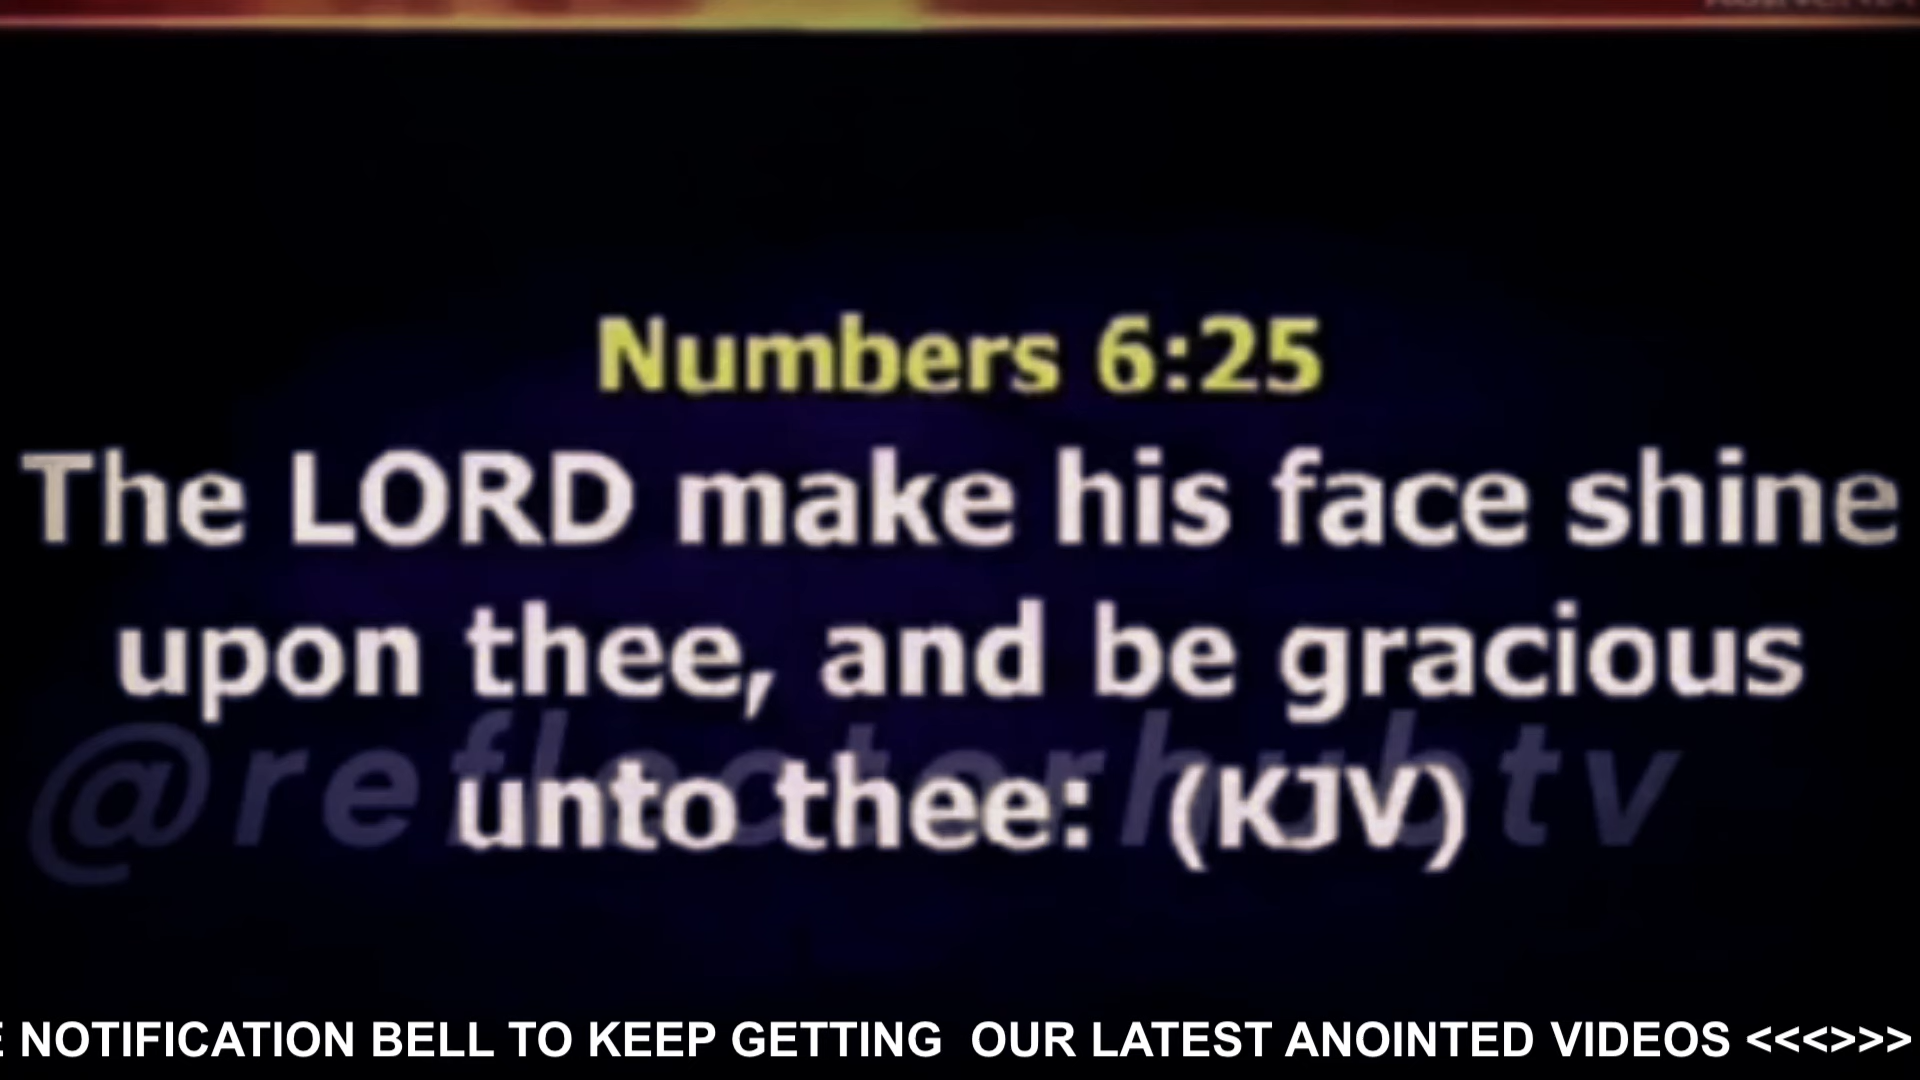 Numbers 6:25
The LORD make his face shine
upon thee, and be gracious
unto thee: (KJV)
@reflectorhubtv
NOTIFICATION BELL TO KEEP GETTING OUR LATEST ANOINTED VIDEOS <<<>>>